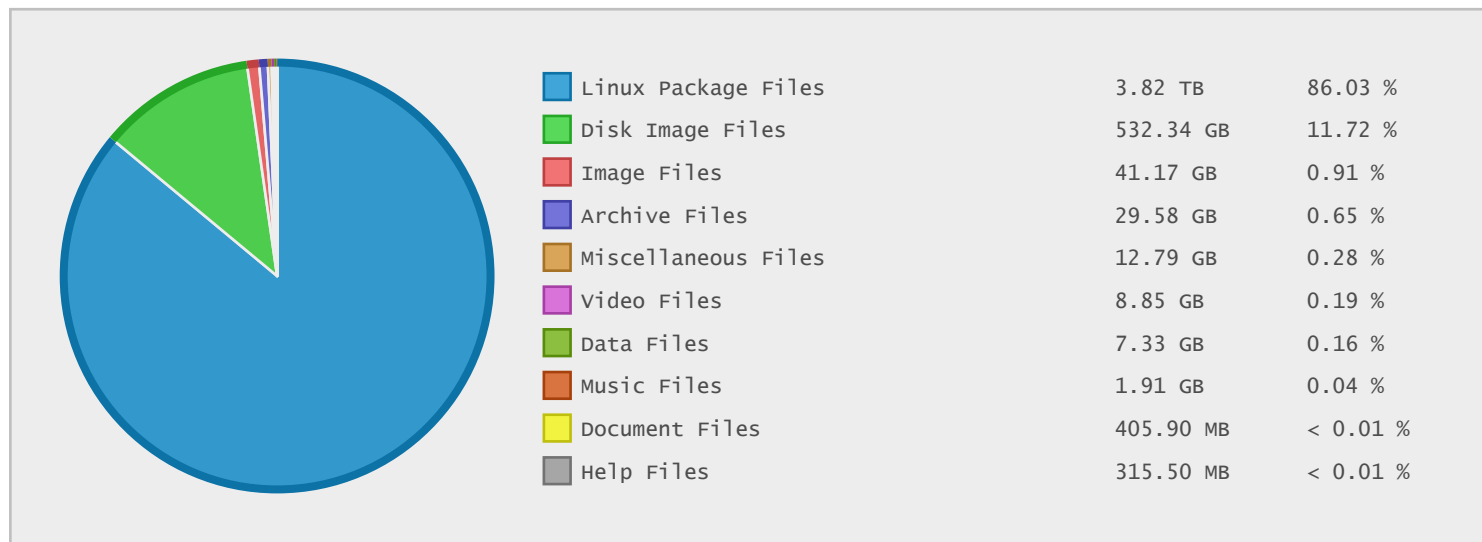 Linux Package Files 3.82 TB 86.03 %
Disk Image Files 532.34 GB 11.72 %
Image Files 41.17 GB 0.91 %
Archive Files 29.58 GB 0.65 %
Miscellaneous Files 12.79 GB 0.28 %
Video Files 8.85 GB 0.19 %
Data Files 7.33 GB 0.16 %
Music Files 1.91 GB 0.04 %
Document Files 405.90 MB < 0.01 %
Help Files 315.50 MB < 0.01 %